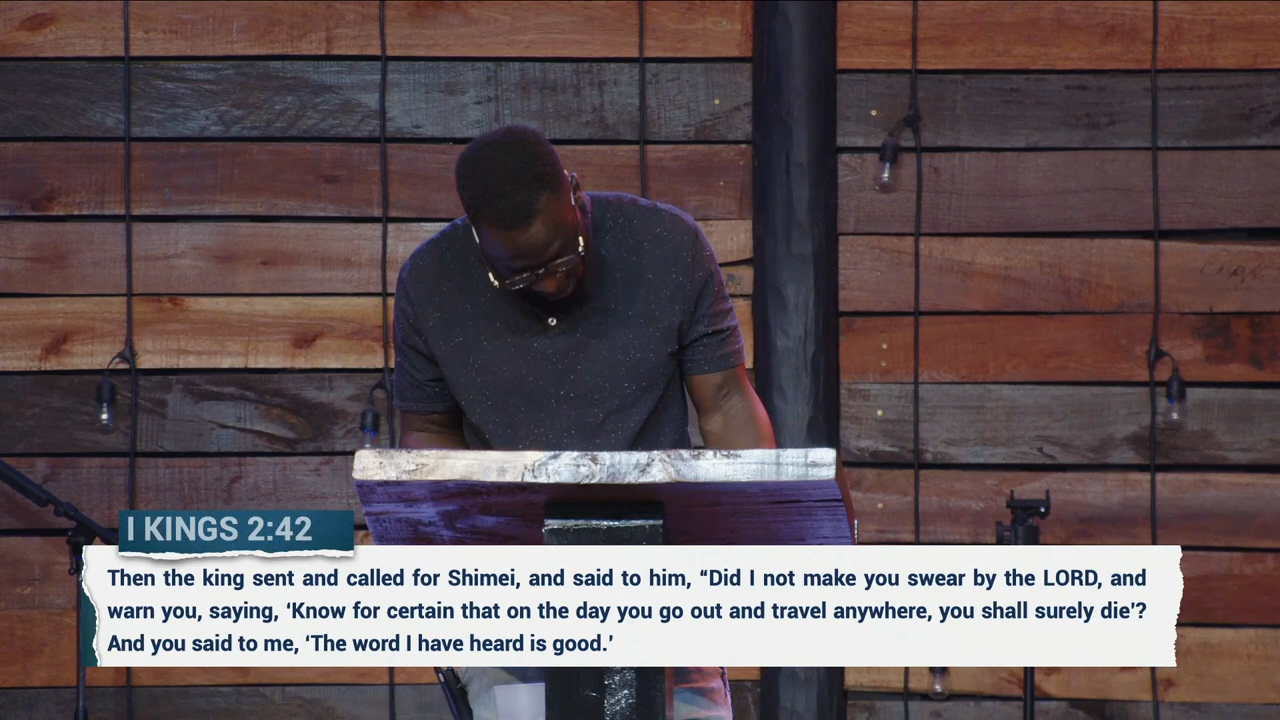 I KINGS 2:42
Then the king sent and called for Shimei, and said to him, “Did I not make you swear by the LORD, and
warn you, saying, ‘Know for certain that on the day you go out and travel anywhere, you shall surely die’?
And you said to me, ‘The word I have heard is good.’